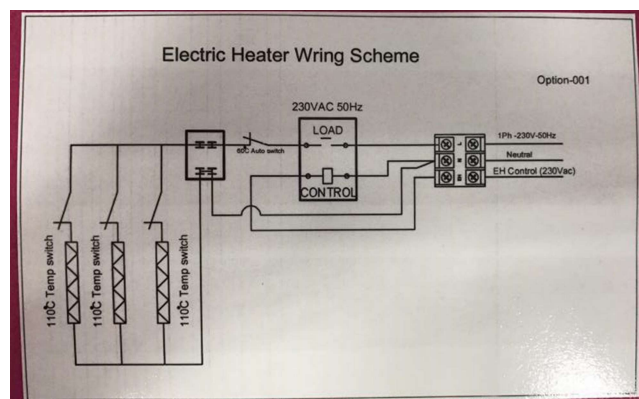 Electric Heater Wring Scheme
Option-001
230VAC 50Hz
LOAD
60C Auto switch
CONTROL
L
N
EH
1Ph -230V-50Hz
Neutral
EH Control (230Vac)
110C Temp switch
110C Temp switch
110C Temp switch